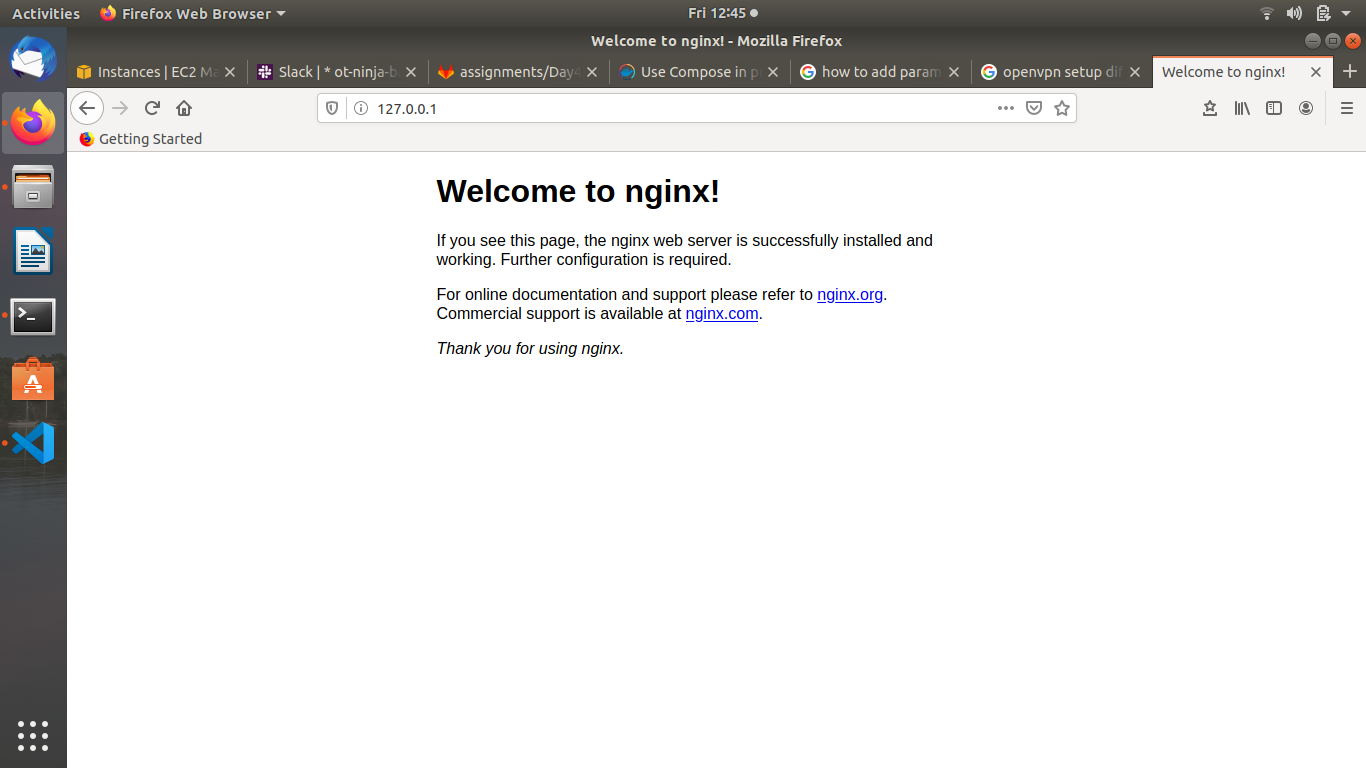 Activities Firefox Web Browser Fri 12:45
Welcome to nginx! - Mozilla Firefox
Instances | EC2 Ma Slack | * ot-ninja-b assignments/Day4 Use Compose in p how to add param openvpn setup dif Welcome to nginx!
127.0.0.1
Getting Started
Welcome to nginx!
If you see this page, the nginx web server is successfully installed and
working. Further configuration is required.
For online documentation and support please refer to nginx.org.
Commercial support is available at nginx.com.
Thank you for using nginx.